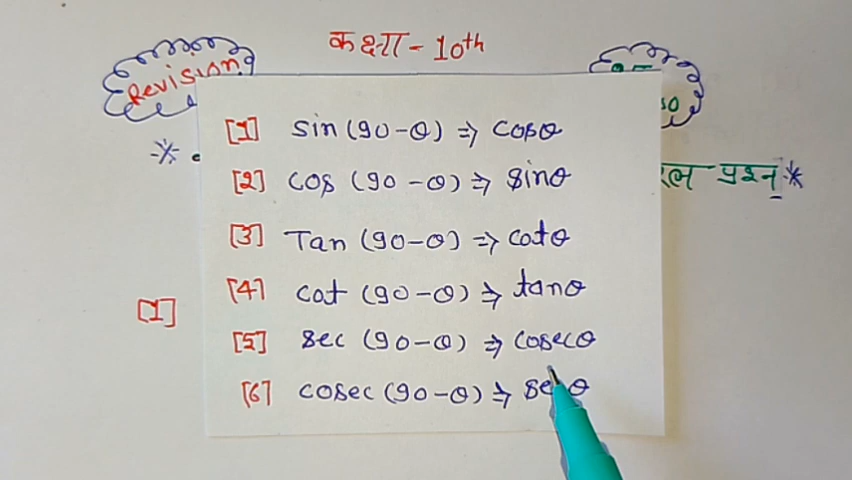 कक्षा - 10th
Revision
[1] sin (90-θ) ⇒ cosθ
[2] cos (90-θ) ⇒ sinθ
प्रश्न *
[3] Tan (90-θ) ⇒ cotθ
[4] cot (90-θ) ⇒ tanθ
[1]
[5] sec (90-θ) ⇒ cosecθ
[6] cosec (90-θ) ⇒ θ